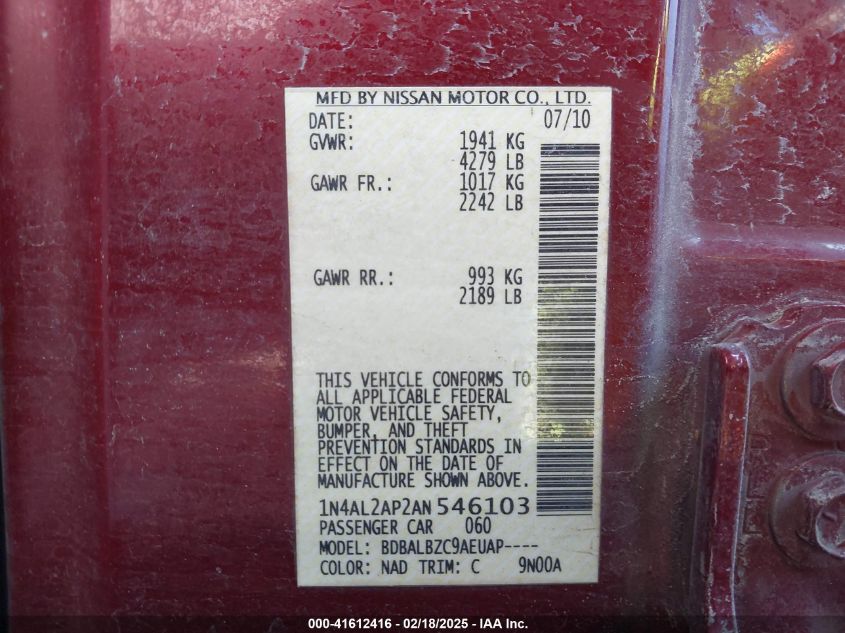 MFD BY NISSAN MOTOR CO., LTD.
DATE: 07/10
GVWR: 1941 KG
4279 LB
GAWR FR.: 1017 KG
2242 LB
GAWR RR.: 993 KG
2189 LB
THIS VEHICLE CONFORMS TO
ALL APPLICABLE FEDERAL
MOTOR VEHICLE SAFETY,
BUMPER, AND THEFT
PREVENTION STANDARDS IN
EFFECT ON THE DATE OF
MANUFACTURE SHOWN ABOVE.
1N4AL2AP2AN546103
PASSENGER CAR 060
MODEL: BDBALBZC9AEUAP----
COLOR: NAD TRIM: C 9N00A
000-41612416 - 02/18/2025 - IAA Inc.